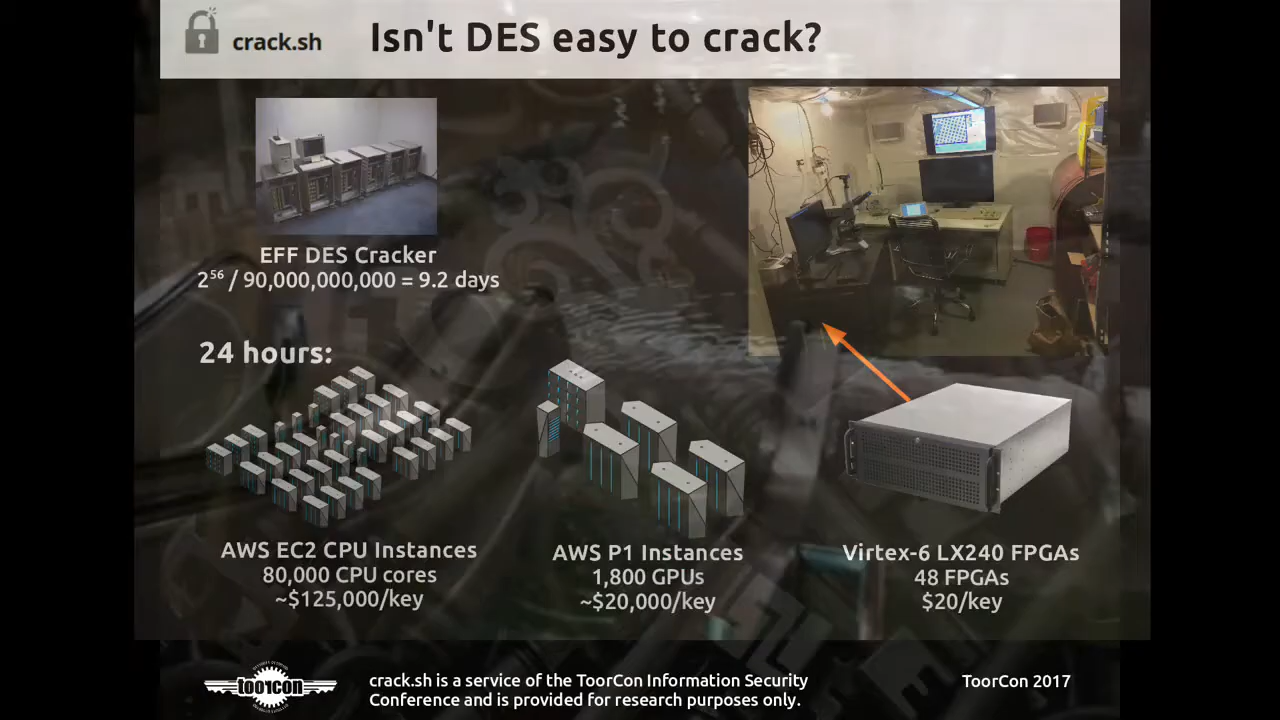 crack.sh
Isn't DES easy to crack?
EFF DES Cracker
2⁵⁶ / 90,000,000,000 = 9.2 days
24 hours:
AWS EC2 CPU Instances
80,000 CPU cores
~$125,000/key
AWS P1 Instances
1,800 GPUs
~$20,000/key
Virtex-6 LX240 FPGAs
48 FPGAs
$20/key
toorcon
crack.sh is a service of the ToorCon Information Security
Conference and is provided for research purposes only.
ToorCon 2017